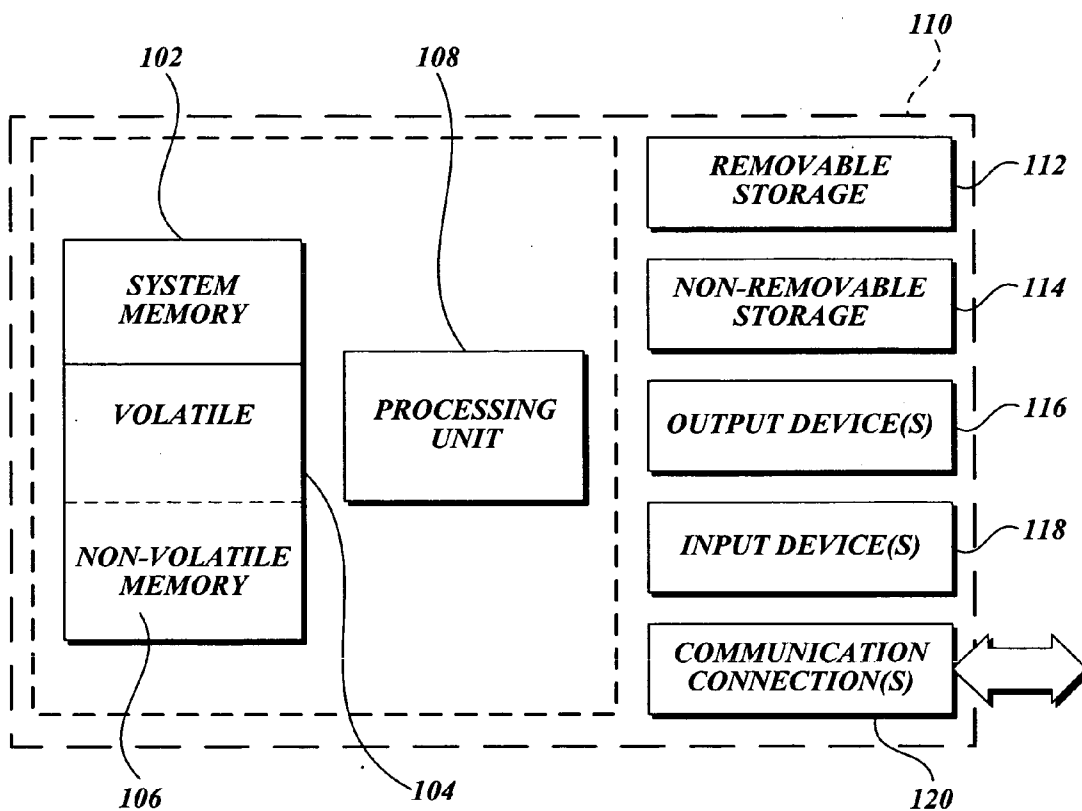 110
102
108
REMOVABLE
STORAGE
112
SYSTEM
MEMORY
NON-REMOVABLE
STORAGE
114
VOLATILE
PROCESSING
UNIT
OUTPUT DEVICE(S)
116
NON-VOLATILE
MEMORY
INPUT DEVICE(S)
118
COMMUNICATION
CONNECTION(S)
106
104
120